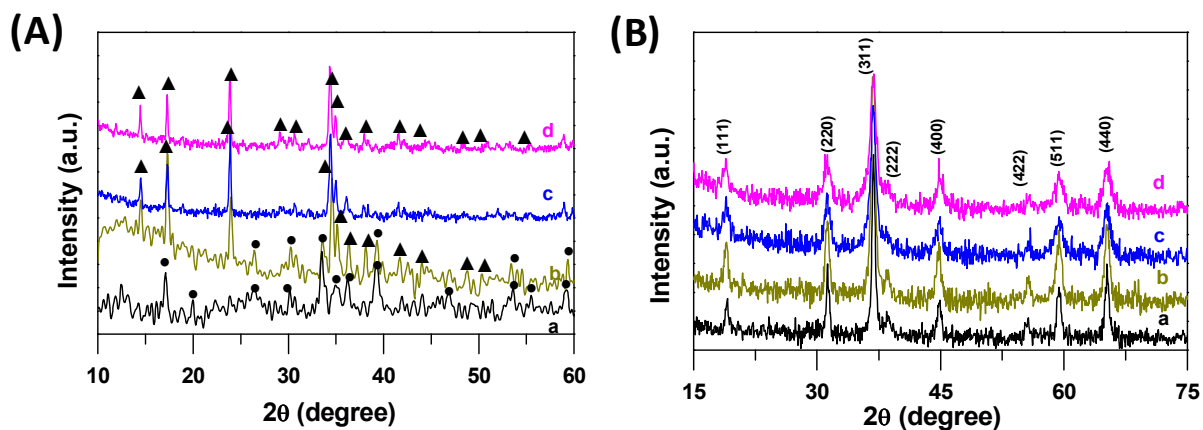 (A)
Intensity (a.u.)
d
c
b
a
10 20 30 40 50 60
2θ (degree)
(B)
Intensity (a.u.)
(111)
(220)
(311)
(222)
(400)
(422)
(511)
(440)
d
c
b
a
15 30 45 60 75
2θ (degree)